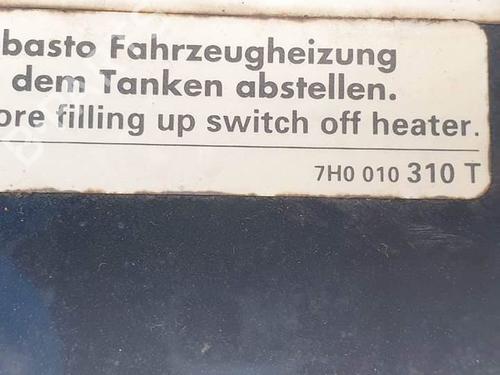 basto Fahrzeugheizung
dem Tanken abstellen.
ore filling up switch off heater.
7H0 010 310 T